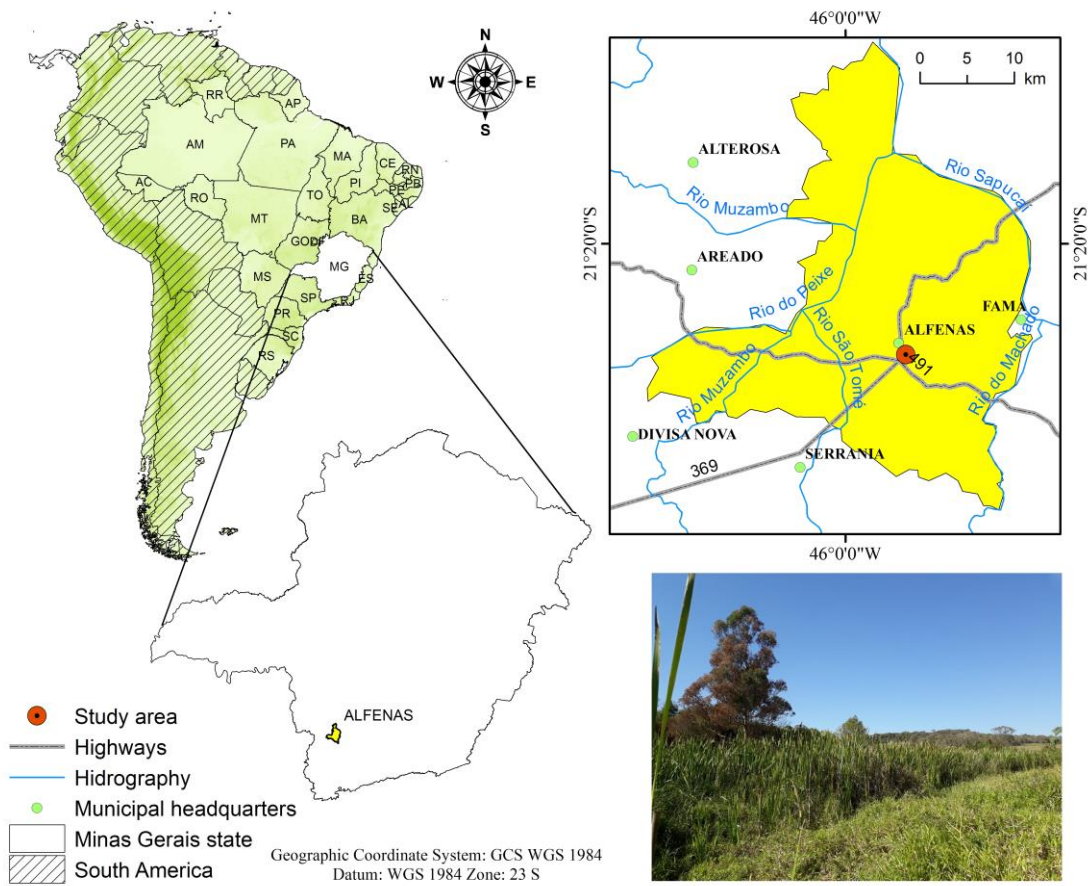 N
W
E
S
RR
AP
AM
PA
MA
CE
RN
PB
PI
PE
AL
SE
AC
RO
TO
MT
BA
GO
DF
MG
ES
MS
SP
RJ
PR
SC
RS
46°0'0"W
0 5 10
km
ALTEROSA
Rio Sapucaí
Rio Muzambo
21°20'0"S
21°20'0"S
AREADO
Rio do Peixe
FAMA
ALFENAS
Rio São Tomé
491
Rio do Machado
Rio Muzambo
DIVISA NOVA
SERRANIA
369
46°0'0"W
ALFENAS
Study area
Highways
Hidrography
Municipal headquarters
Minas Gerais state
South America
Geographic Coordinate System: GCS WGS 1984
Datum: WGS 1984 Zone: 23 S